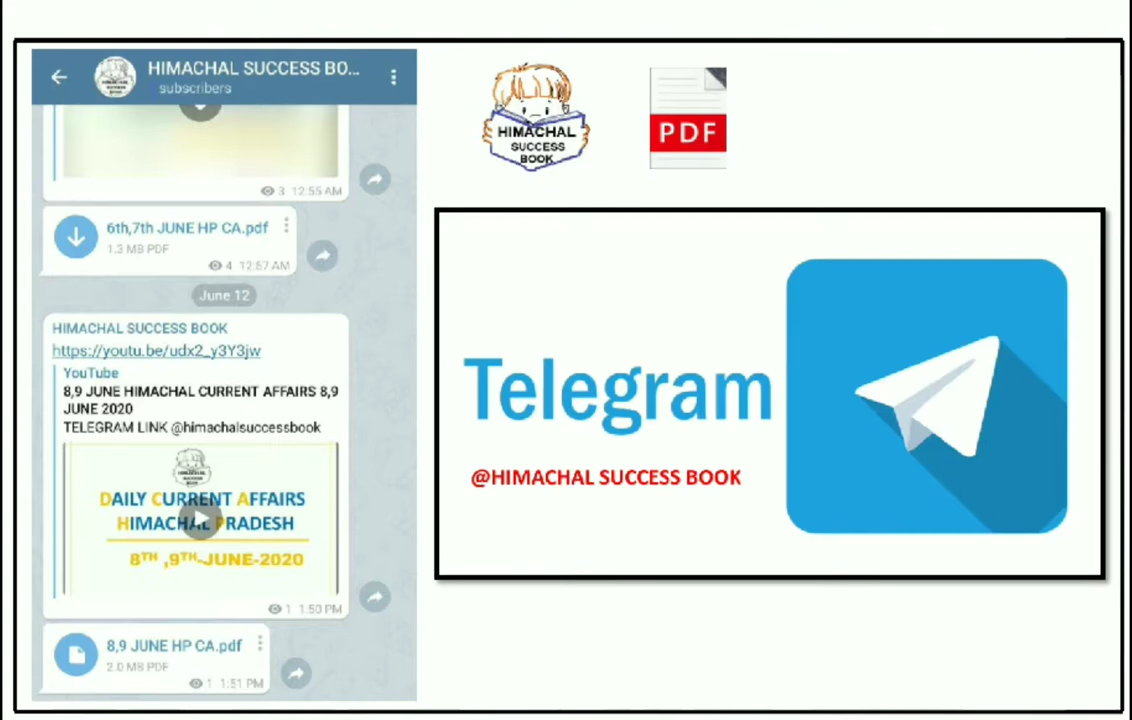 HIMACHAL SUCCESS BO...
subscribers
3 12:55 AM
6th,7th JUNE HP CA.pdf
1.3 MB PDF
4 12:57 AM
June 12
HIMACHAL SUCCESS BOOK
https://youtu.be/udx2_y3Y3jw
YouTube
8,9 JUNE HIMACHAL CURRENT AFFAIRS 8,9
JUNE 2020
TELEGRAM LINK @himachalsuccessbook
DAILY CURRENT AFFAIRS
HIMACHAL PRADESH
8TH ,9TH-JUNE-2020
1 1:50 PM
8,9 JUNE HP CA.pdf
2.0 MB PDF
1 1:51 PM
HIMACHAL
SUCCESS
BOOK
PDF
Telegram
@HIMACHAL SUCCESS BOOK